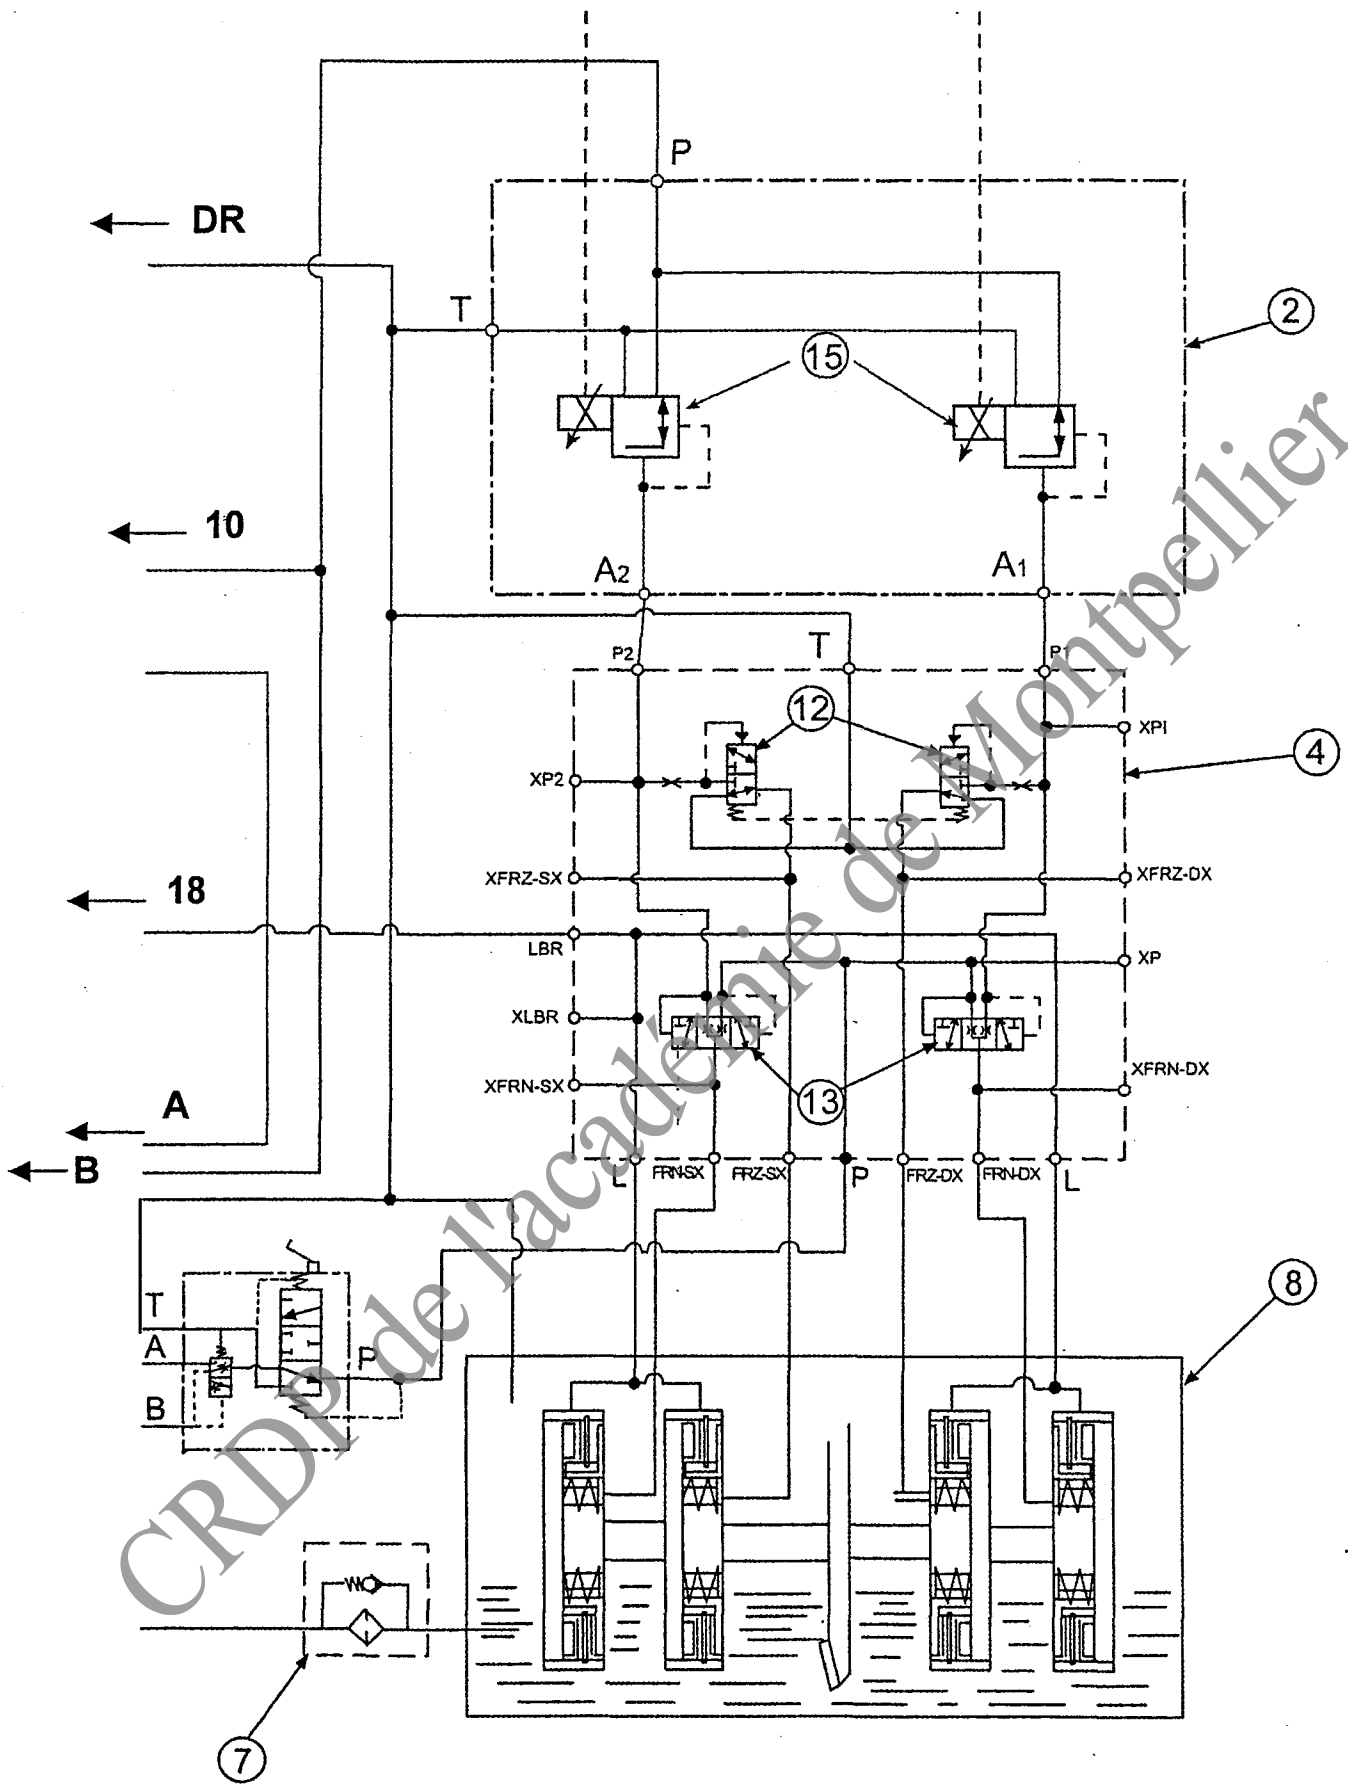 P
DR
T
2
15
10
A2
A1
P2
T
P1
12
XPI
4
XP2
XFRZ-SX
XFRZ-DX
18
LBR
XP
XLBR
XFRN-SX
XFRN-DX
13
A
B
L
FRN-SX
FRZ-SX
P
FRZ-DX
FRN-DX
L
8
T
A
P
B
7
CRDP de l'académie de Montpellier